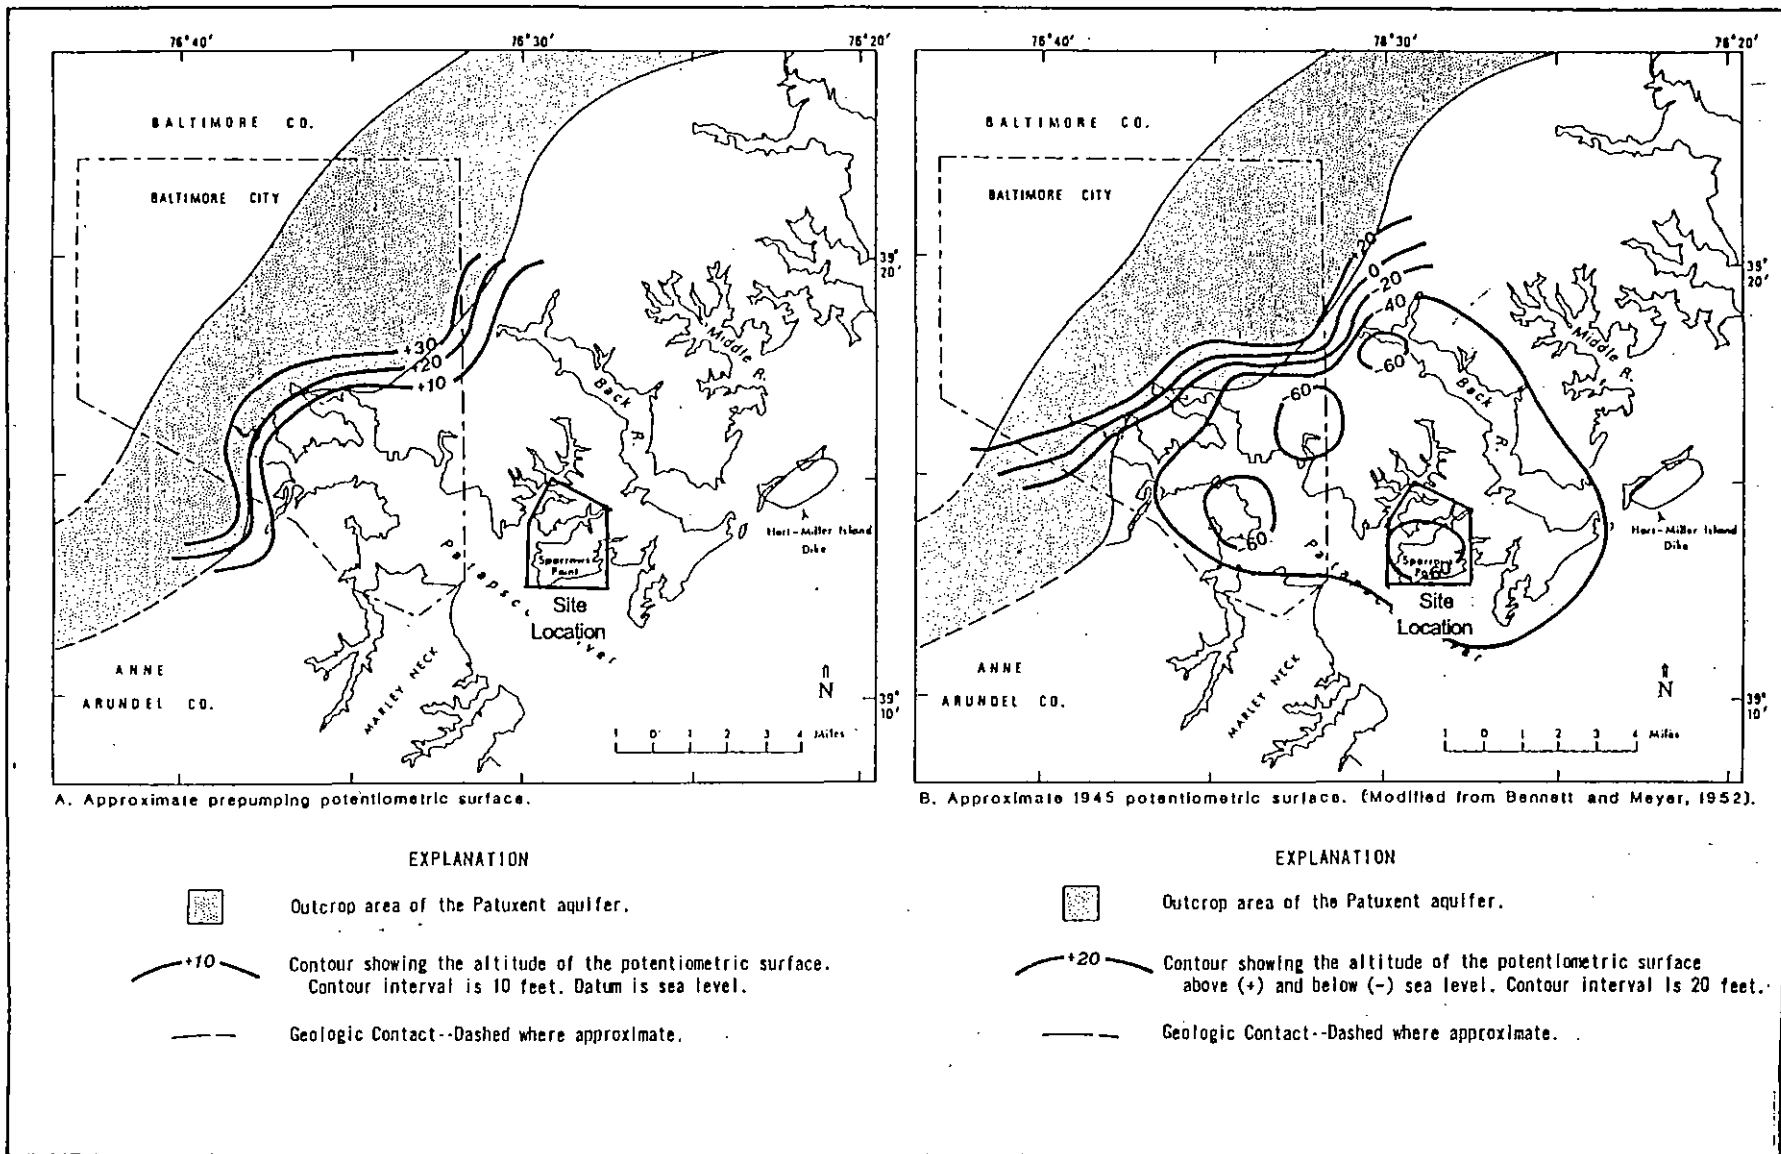 76°40'
76°30'
76°20'
BALTIMORE CO.
BALTIMORE CITY
39°
20'
+30
+20
+10
Middle R.
Back R.
Hart-Miller Island
Dike
Sparrows
Point
Patapsco River
Site
Location
ANNE
ARUNDEL CO.
MARLEY NECK
N
39°
10'
1 0 1 2 3 4 Miles
A. Approximate prepumping potentiometric surface.
EXPLANATION
Outcrop area of the Patuxent aquifer.
+10
Contour showing the altitude of the potentiometric surface.
Contour interval is 10 feet. Datum is sea level.
Geologic Contact--Dashed where approximate.
76°40'
76°30'
76°20'
BALTIMORE CO.
BALTIMORE CITY
39°
20'
+20
0
-20
-40
-60
-60
-60
-60
Middle R.
Back R.
Hart-Miller Island
Dike
Sparrows
Point
Patapsco River
Site
Location
ANNE
ARUNDEL CO.
MARLEY NECK
N
39°
10'
1 0 1 2 3 4 Miles
B. Approximate 1945 potentiometric surface. (Modified from Bennett and Meyer, 1952).
EXPLANATION
Outcrop area of the Patuxent aquifer.
+20
Contour showing the altitude of the potentiometric surface
above (+) and below (-) sea level. Contour interval is 20 feet.
Geologic Contact--Dashed where approximate.